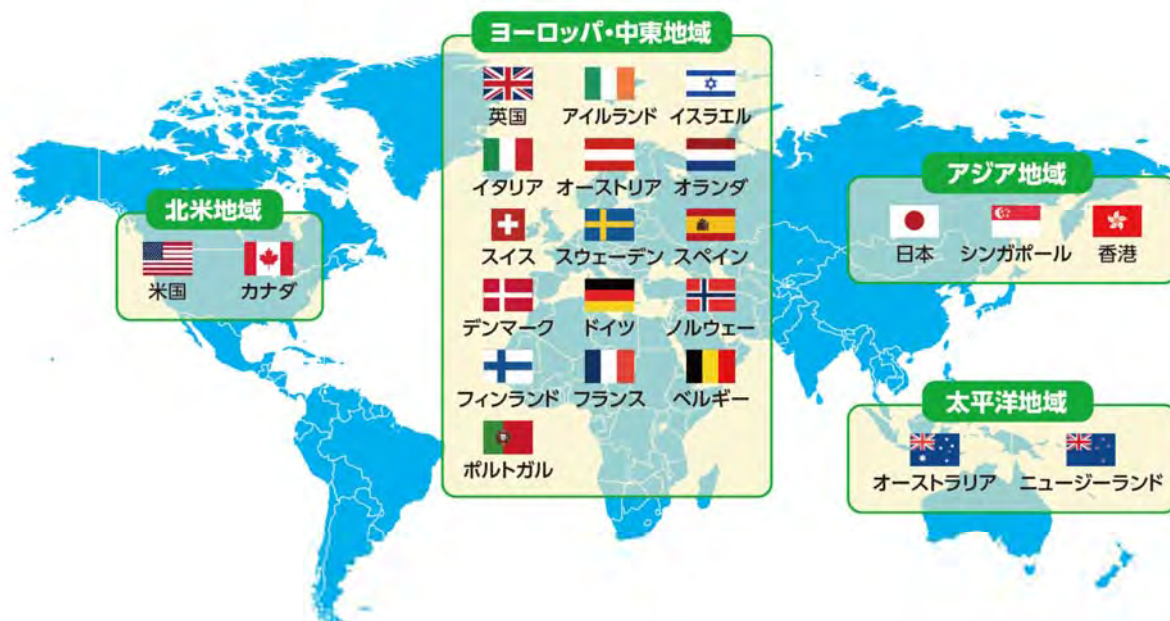 ヨーロッパ・中東地域
英国 アイルランド イスラエル
イタリア オーストリア オランダ
スイス スウェーデン スペイン
デンマーク ドイツ ノルウェー
フィンランド フランス ベルギー
ポルトガル
北米地域
米国 カナダ
アジア地域
日本 シンガポール 香港
太平洋地域
オーストラリア ニュージーランド